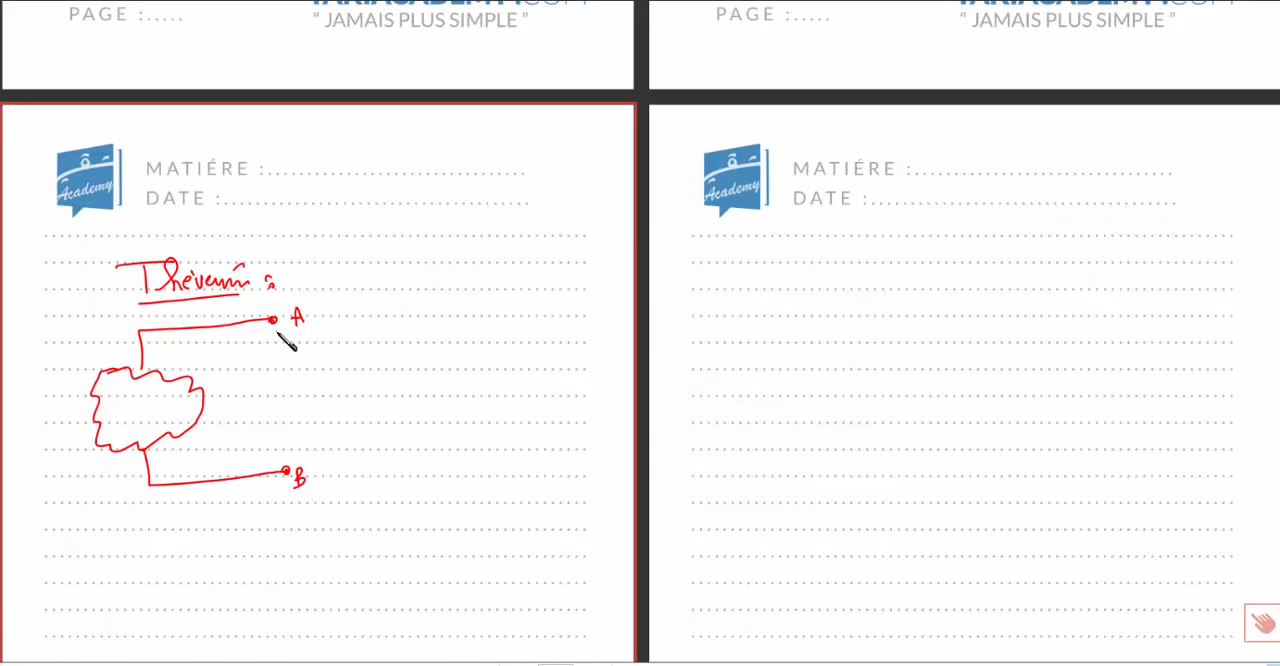 PAGE :.....
“ JAMAIS PLUS SIMPLE ”
PAGE :.....
“ JAMAIS PLUS SIMPLE ”
Academy
MATIÉRE :
DATE :
Thévenin :
A
B
Academy
MATIÉRE :
DATE :